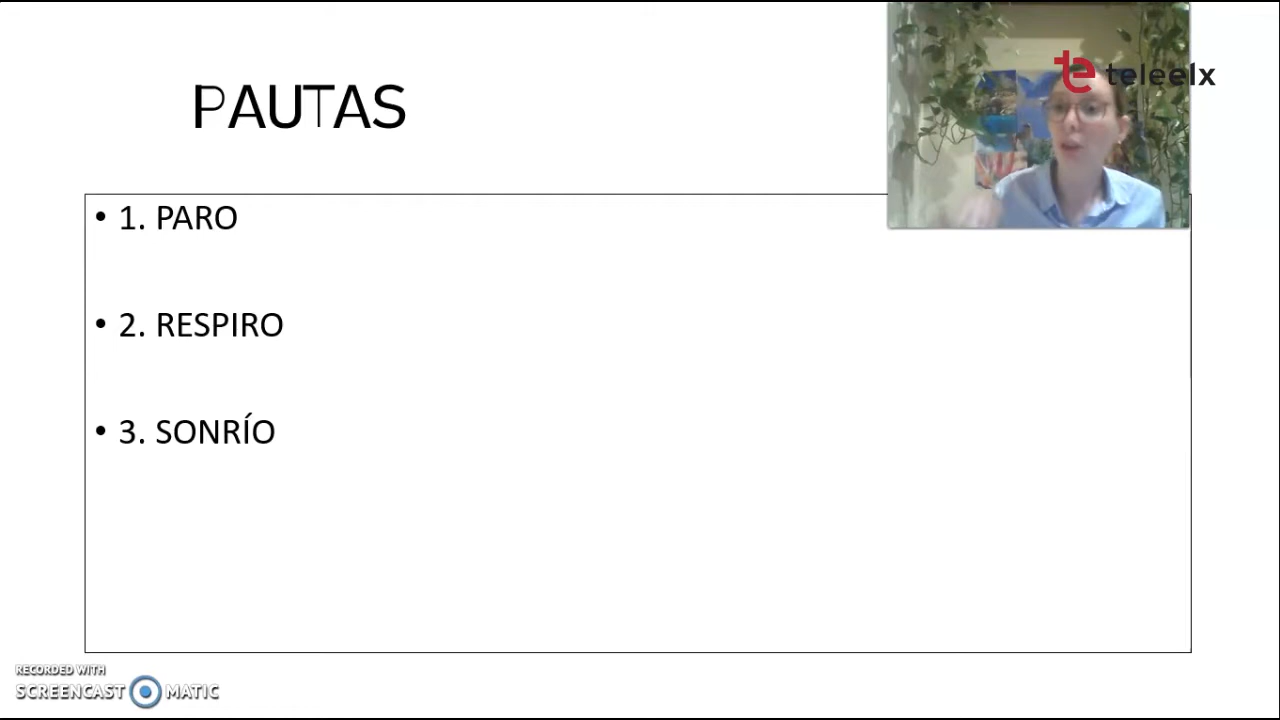 teleelx
PAUTAS
• 1. PARO
• 2. RESPIRO
• 3. SONRÍO
RECORDED WITH
SCREENCAST MATIC